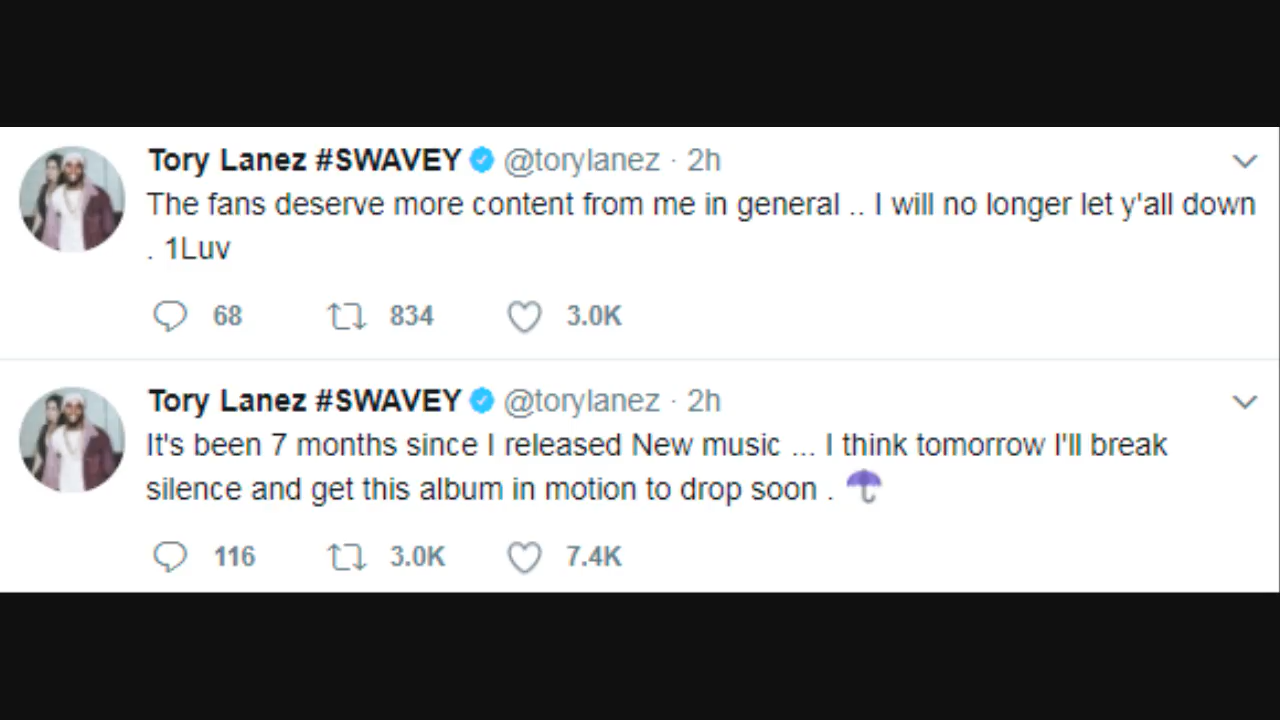 Tory Lanez #SWAVEY @torylanez · 2h
The fans deserve more content from me in general .. I will no longer let y'all down
. 1Luv
68 834 3.0K
Tory Lanez #SWAVEY @torylanez · 2h
It's been 7 months since I released New music ... I think tomorrow I'll break
silence and get this album in motion to drop soon . ☂
116 3.0K 7.4K